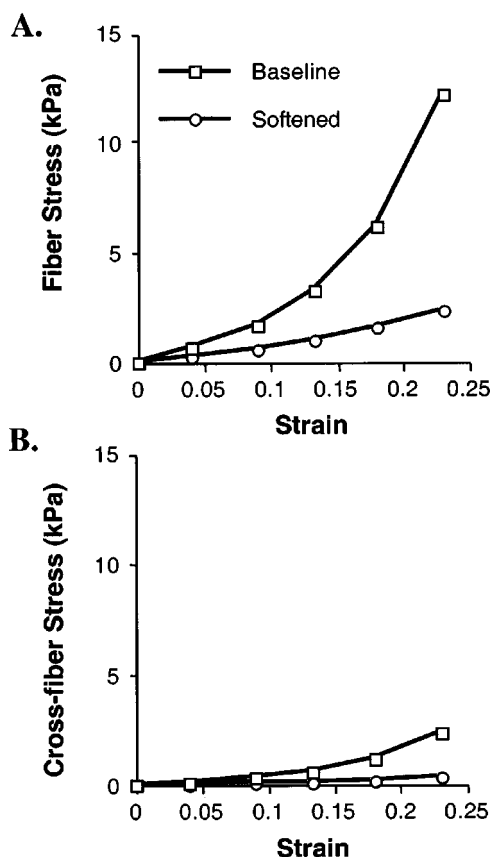 A.
Fiber Stress (kPa)
15
10
5
0
Baseline
Softened
0 0.05 0.1 0.15 0.2 0.25
Strain
B.
Cross-fiber Stress (kPa)
15
10
5
0
0 0.05 0.1 0.15 0.2 0.25
Strain